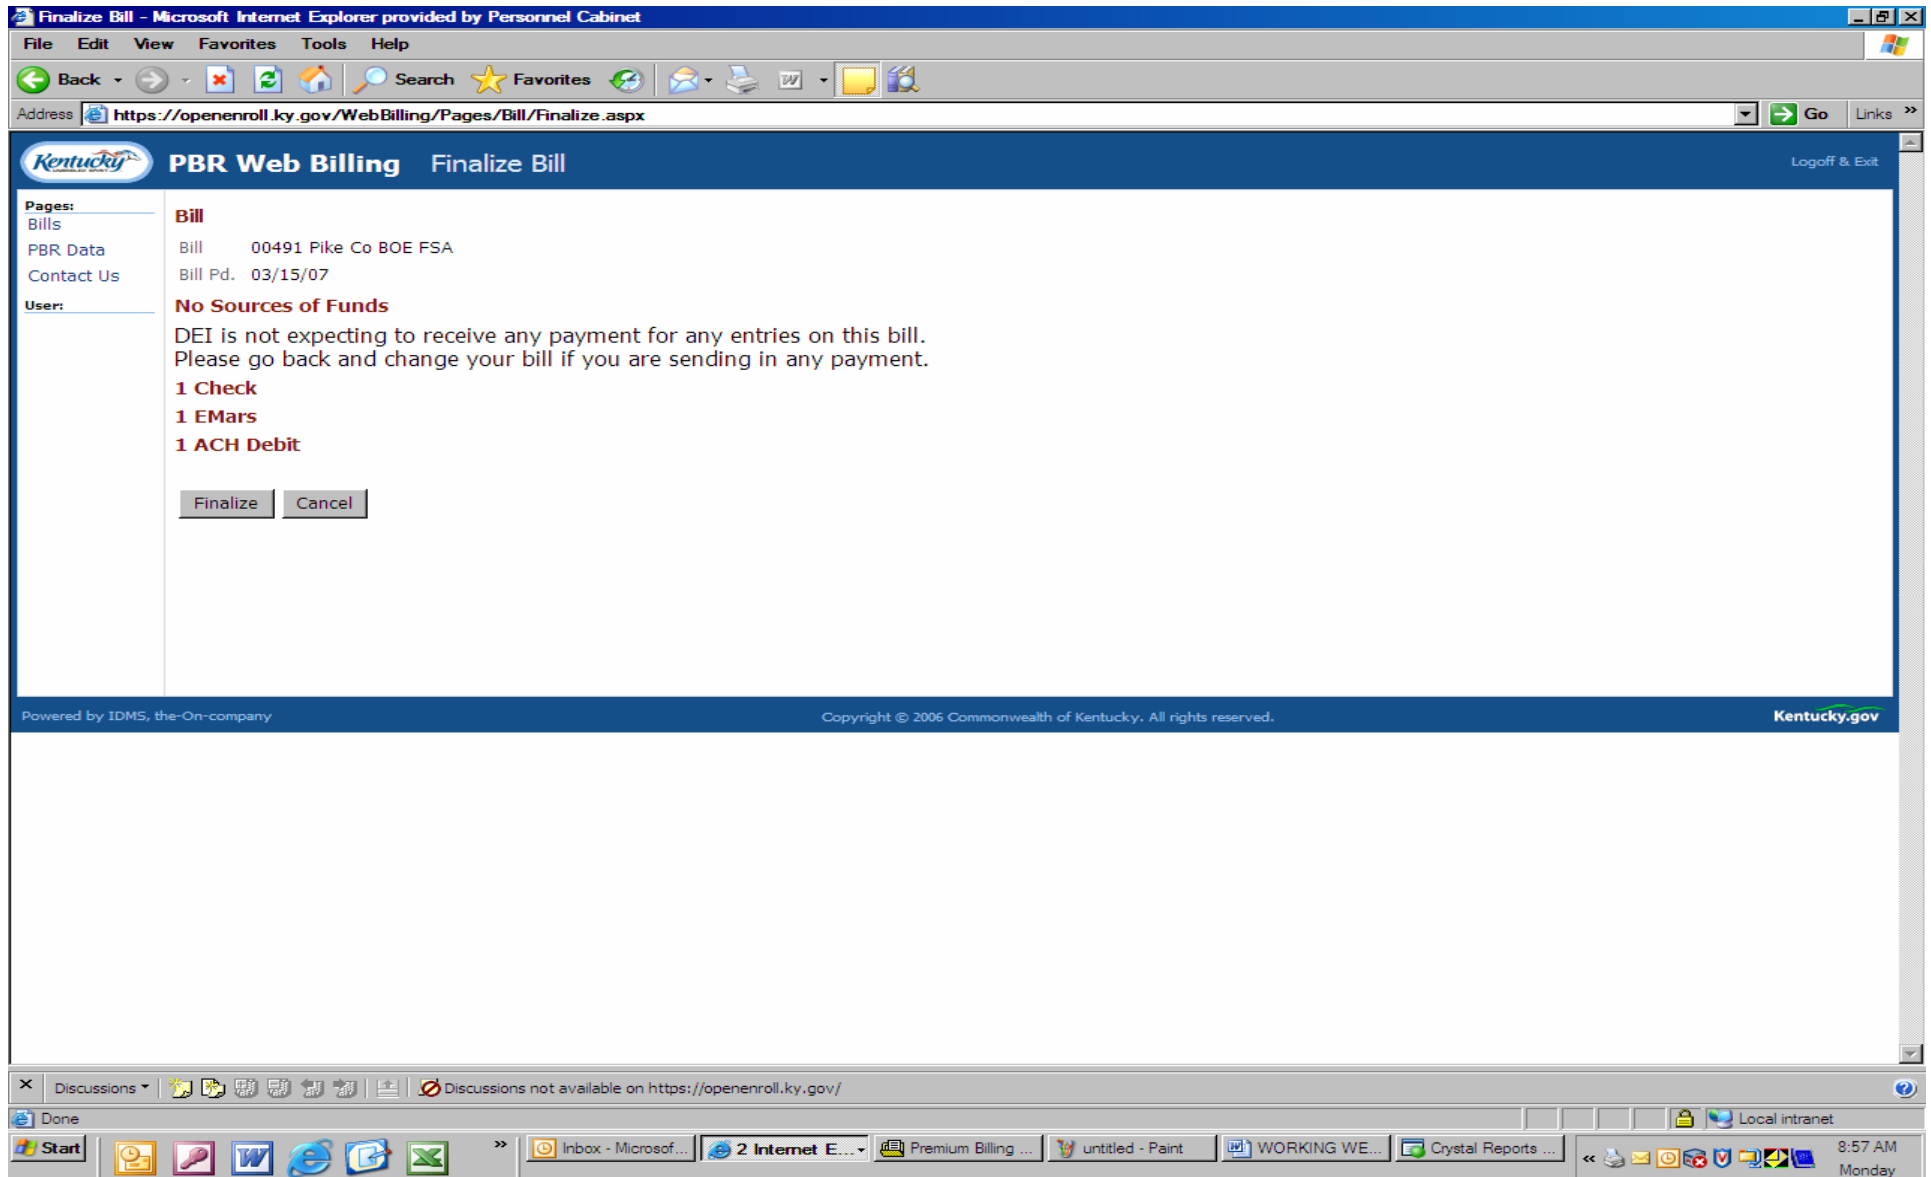 Finalize Bill - Microsoft Internet Explorer provided by Personnel Cabinet
File Edit View Favorites Tools Help
Back Search Favorites
Address https://openenroll.ky.gov/WebBilling/Pages/Bill/Finalize.aspx Go Links »
Kentucky PBR Web Billing Finalize Bill Logoff & Exit
Pages:
Bills
PBR Data
Contact Us
User:
Bill
Bill 00491 Pike Co BOE FSA
Bill Pd. 03/15/07
No Sources of Funds
DEI is not expecting to receive any payment for any entries on this bill.
Please go back and change your bill if you are sending in any payment.
1 Check
1 EMars
1 ACH Debit
Finalize Cancel
Powered by IDMS, the-On-company Copyright © 2006 Commonwealth of Kentucky. All rights reserved. Kentucky.gov
Discussions Discussions not available on https://openenroll.ky.gov/
Done Local intranet
Start » Inbox - Microsof... 2 Internet E... Premium Billing ... untitled - Paint WORKING WE... Crystal Reports ... « 8:57 AM
Monday